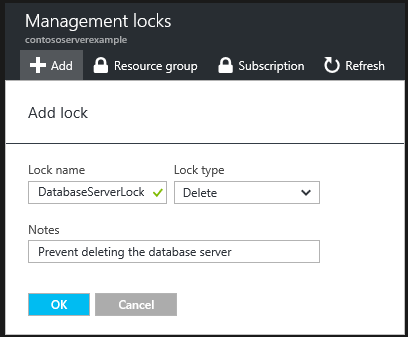 Management locks
contososerverexample
Add Resource group Subscription Refresh
Add lock
Lock name Lock type
DatabaseServerLock Delete
Notes
Prevent deleting the database server
OK Cancel